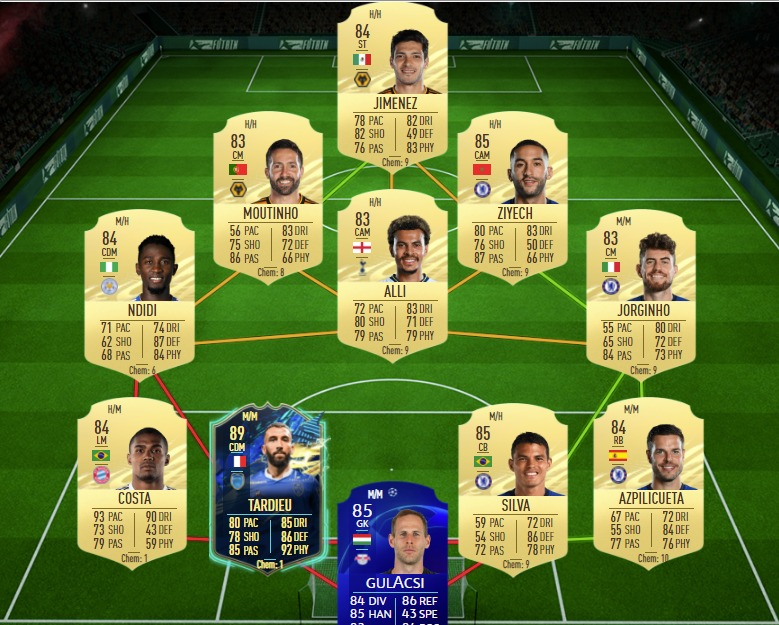 FUTBIN FUTBIN FUTBIN FUTBIN
H/H
84
ST
JIMENEZ
78 PAC 82 DRI
82 SHO 49 DEF
76 PAS 83 PHY
Chem: 9
H/H
83
CM
MOUTINHO
56 PAC 83 DRI
75 SHO 72 DEF
86 PAS 66 PHY
Chem: 8
H/H
85
CAM
ZIYECH
80 PAC 83 DRI
76 SHO 50 DEF
87 PAS 66 PHY
Chem: 9
M/H
84
CDM
NDIDI
71 PAC 74 DRI
62 SHO 87 DEF
68 PAS 84 PHY
Chem: 6
H/H
83
CAM
ALLI
72 PAC 83 DRI
80 SHO 71 DEF
79 PAS 79 PHY
Chem: 9
M/M
83
CM
JORGINHO
55 PAC 80 DRI
65 SHO 72 DEF
84 PAS 73 PHY
Chem: 9
H/M
84
LM
COSTA
93 PAC 90 DRI
73 SHO 43 DEF
79 PAS 59 PHY
Chem: 1
M/M
89
CDM
TARDIEU
80 PAC 85 DRI
78 SHO 86 DEF
85 PAS 92 PHY
Chem: 1
M/M
85
GK
GULÁCSI
84 DIV 86 REF
85 HAN 43 SPE
M/H
85
CB
SILVA
59 PAC 72 DRI
54 SHO 86 DEF
72 PAS 78 PHY
Chem: 9
M/M
84
RB
AZPILICUETA
67 PAC 72 DRI
55 SHO 84 DEF
77 PAS 76 PHY
Chem: 10